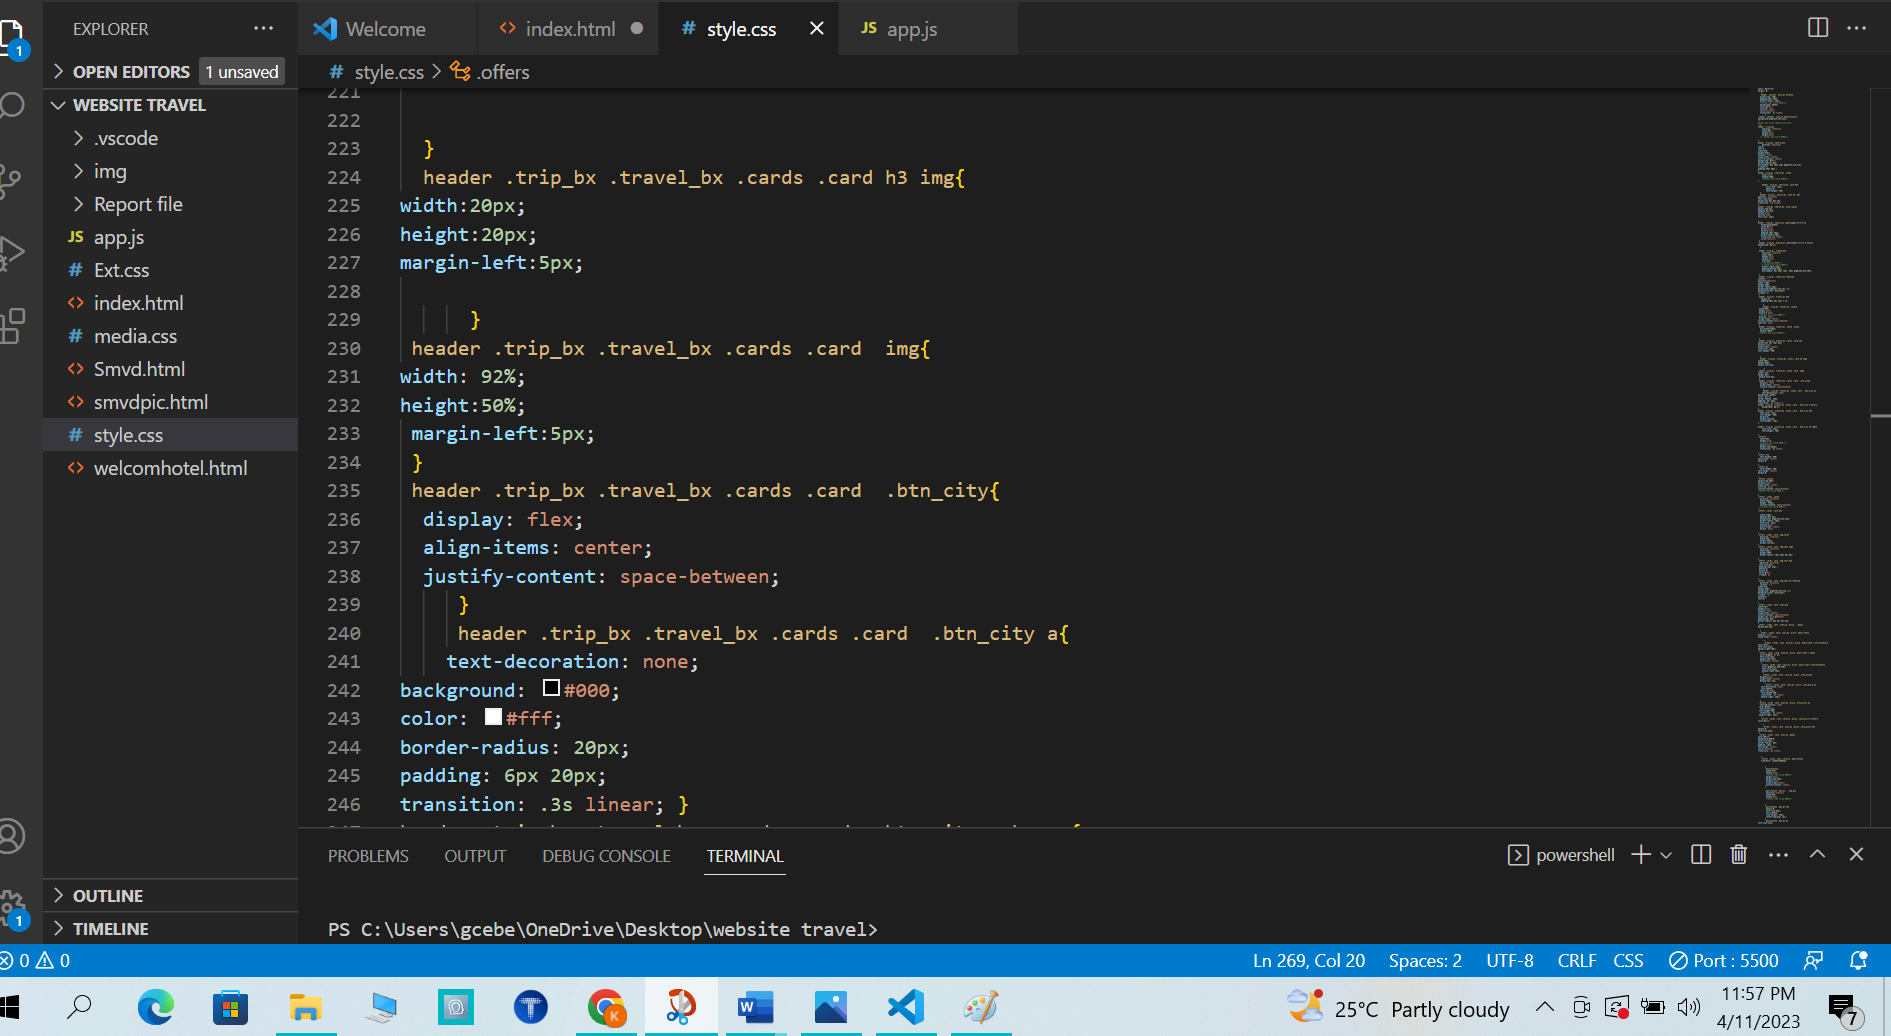 EXPLORER
Welcome
index.html
# style.css
JS app.js
1
OPEN EDITORS 1 unsaved
# style.css > .offers
WEBSITE TRAVEL
.vscode
img
Report file
JS app.js
# Ext.css
<> index.html
# media.css
<> Smvd.html
<> smvdpic.html
# style.css
<> welcomhotel.html
OUTLINE
1
TIMELINE
221
222
223 }
224 header .trip_bx .travel_bx .cards .card h3 img{
225 width:20px;
226 height:20px;
227 margin-left:5px;
228
229 }
230 header .trip_bx .travel_bx .cards .card  img{
231 width: 92%;
232 height:50%;
233 margin-left:5px;
234 }
235 header .trip_bx .travel_bx .cards .card  .btn_city{
236 display: flex;
237 align-items: center;
238 justify-content: space-between;
239 }
240 header .trip_bx .travel_bx .cards .card  .btn_city a{
241 text-decoration: none;
242 background: #000;
243 color: #fff;
244 border-radius: 20px;
245 padding: 6px 20px;
246 transition: .3s linear; }
PROBLEMS OUTPUT DEBUG CONSOLE TERMINAL
powershell
PS C:\Users\gcebe\OneDrive\Desktop\website travel>
0 0
Ln 269, Col 20 Spaces: 2 UTF-8 CRLF CSS Port : 5500
25°C Partly cloudy
11:57 PM
4/11/2023
7